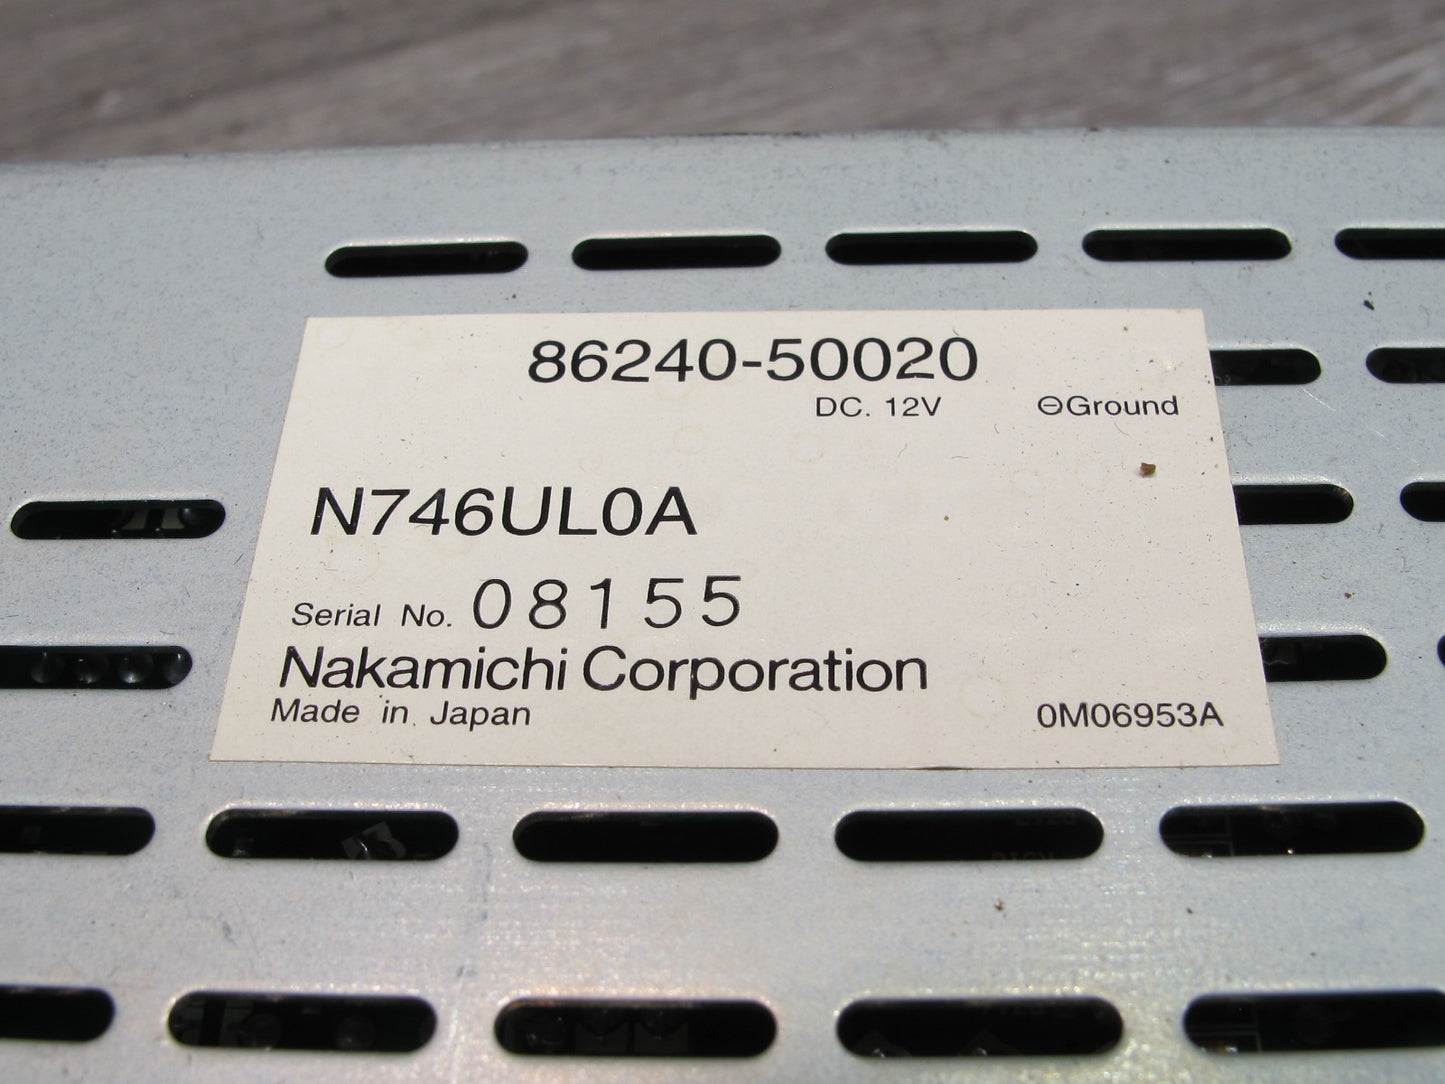 86240-50020
DC. 12V ⊖Ground
N746UL0A
Serial No. 08155
Nakamichi Corporation
Made in Japan 0M06953A